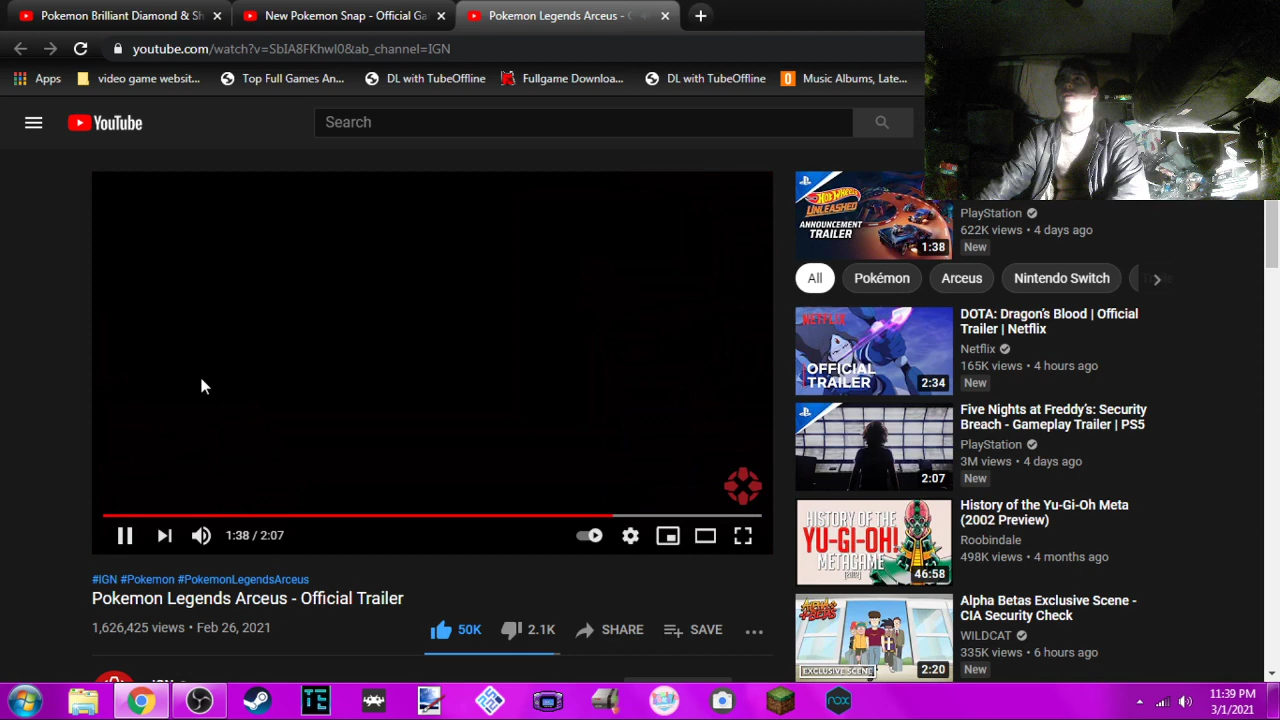 Pokemon Brilliant Diamond & Sh
New Pokemon Snap - Official Ga
Pokemon Legends Arceus -
youtube.com/watch?v=SbIA8FKhwI0&ab_channel=IGN
Apps
video game websit...
Top Full Games An...
DL with TubeOffline
Fullgame Downloa...
DL with TubeOffline
Music Albums, Late...
YouTube
Search
HOT WHEELS
UNLEASHED
ANNOUNCEMENT
TRAILER
1:38
PlayStation
622K views • 4 days ago
New
All
Pokémon
Arceus
Nintendo Switch
NETFLIX
OFFICIAL
TRAILER
2:34
DOTA: Dragon's Blood | Official
Trailer | Netflix
Netflix
165K views • 4 hours ago
New
2:07
Five Nights at Freddy's: Security
Breach - Gameplay Trailer | PS5
PlayStation
3M views • 4 days ago
New
HISTORY OF THE
YU-GI-OH!
METAGAME
46:58
History of the Yu-Gi-Oh Meta
(2002 Preview)
Roobindale
498K views • 4 months ago
ALPHA
BETAS
EXCLUSIVE SCENE
2:20
Alpha Betas Exclusive Scene -
CIA Security Check
WILDCAT
335K views • 6 hours ago
New
1:38 / 2:07
#IGN #Pokemon #PokemonLegendsArceus
Pokemon Legends Arceus - Official Trailer
1,626,425 views • Feb 26, 2021
50K
2.1K
SHARE
SAVE
nox
11:39 PM
3/1/2021